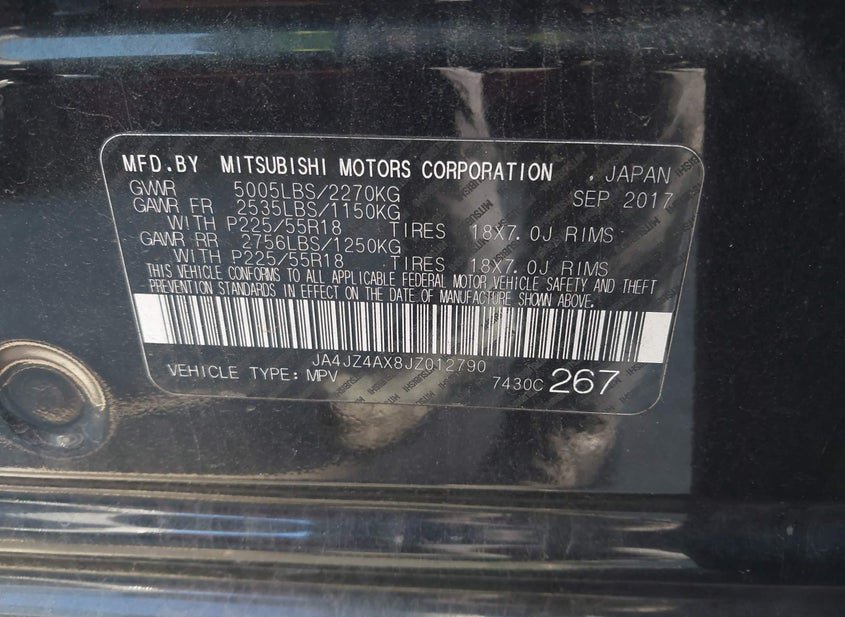 MFD.BY MITSUBISHI MOTORS CORPORATION , JAPAN
GVWR 5005LBS/2270KG SEP 2017
GAWR FR 2535LBS/1150KG
WITH P225/55R18 TIRES 18X7.0J RIMS
GAWR RR 2756LBS/1250KG
WITH P225/55R18 TIRES 18X7.0J RIMS
THIS VEHICLE CONFORMS TO ALL APPLICABLE FEDERAL MOTOR VEHICLE SAFETY AND THEFT
PREVENTION STANDARDS IN EFFECT ON THE DATE OF MANUFACTURE SHOWN ABOVE.
JA4JZ4AX8JZ012790
VEHICLE TYPE: MPV 7430C 267